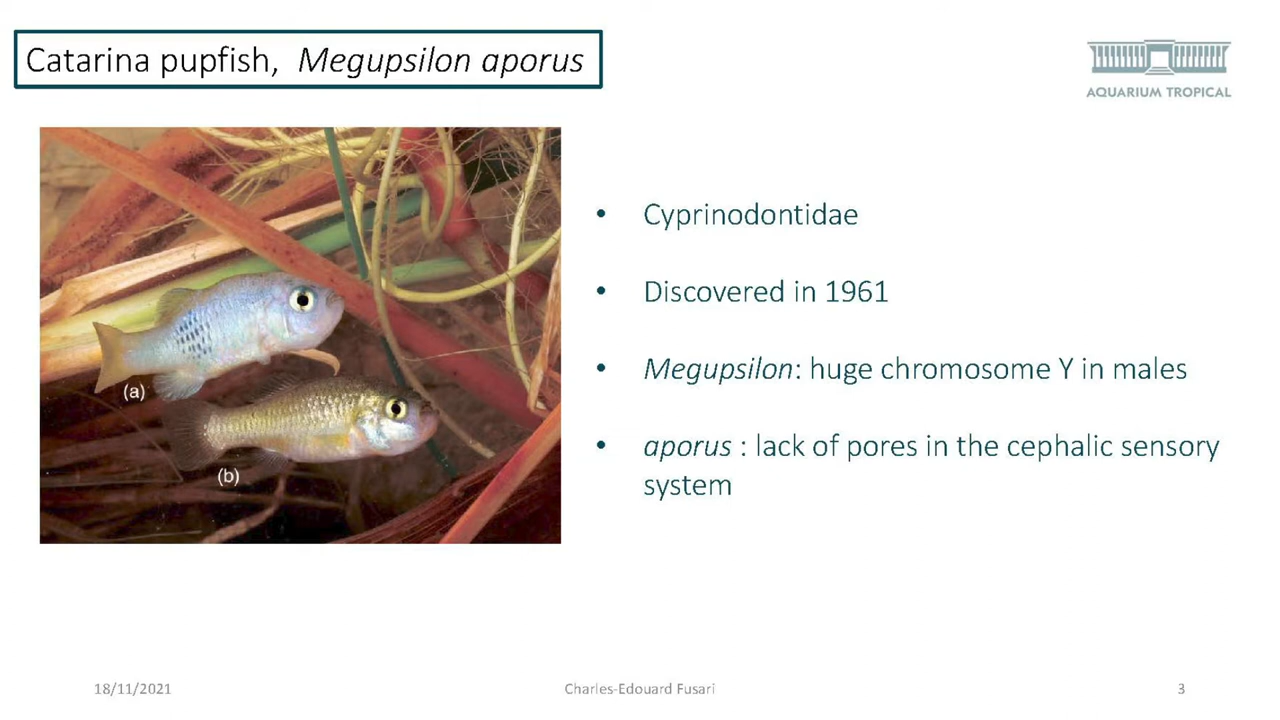 Catarina pupfish, Megupsilon aporus
AQUARIUM TROPICAL
(a)
(b)
• Cyprinodontidae
• Discovered in 1961
• Megupsilon: huge chromosome Y in males
• aporus : lack of pores in the cephalic sensory
system
18/11/2021
Charles-Edouard Fusari
3